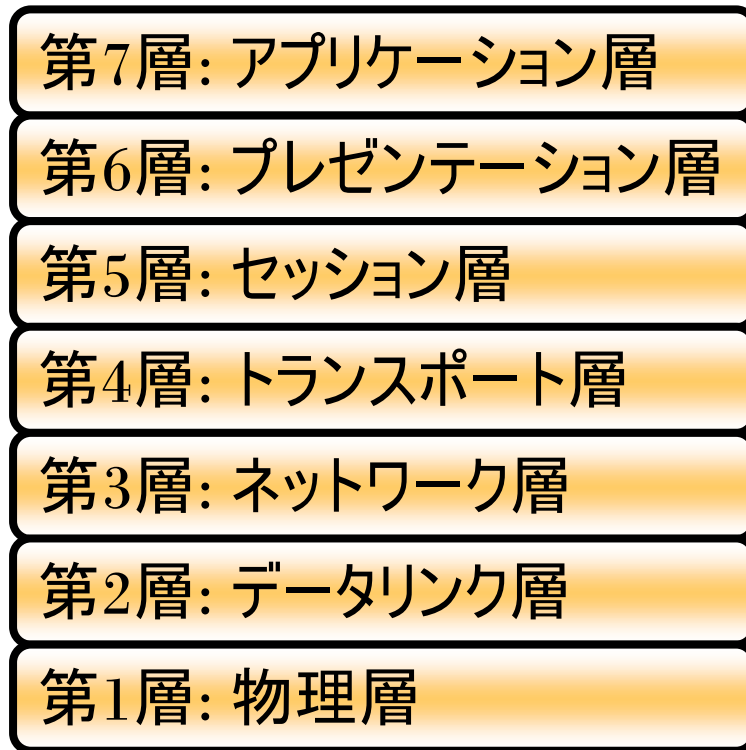 第7層: アプリケーション層
第6層: プレゼンテーション層
第5層: セッション層
第4層: トランスポート層
第3層: ネットワーク層
第2層: データリンク層
第1層: 物理層